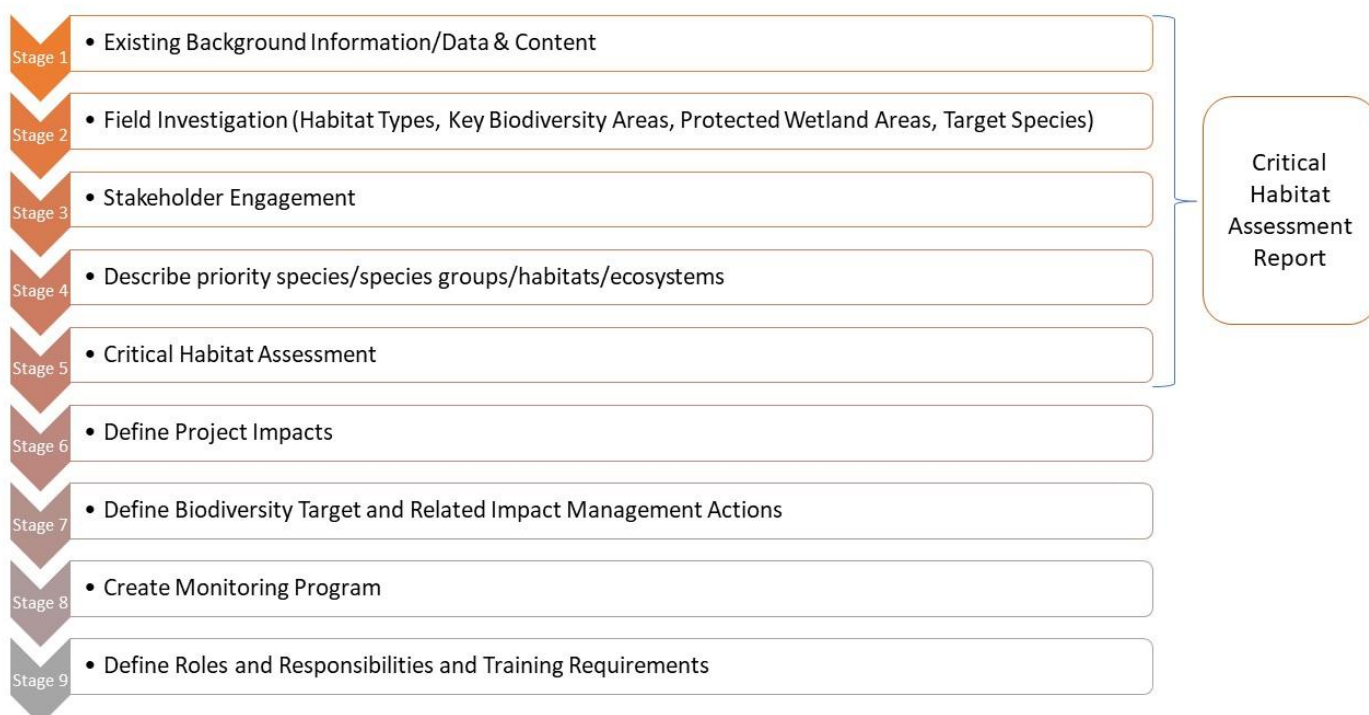 Stage 1
• Existing Background Information/Data & Content
Stage 2
• Field Investigation (Habitat Types, Key Biodiversity Areas, Protected Wetland Areas, Target Species)
Stage 3
• Stakeholder Engagement
Stage 4
• Describe priority species/species groups/habitats/ecosystems
Stage 5
• Critical Habitat Assessment
Stage 6
• Define Project Impacts
Stage 7
• Define Biodiversity Target and Related Impact Management Actions
Stage 8
• Create Monitoring Program
Stage 9
• Define Roles and Responsibilities and Training Requirements
Critical
Habitat
Assessment
Report